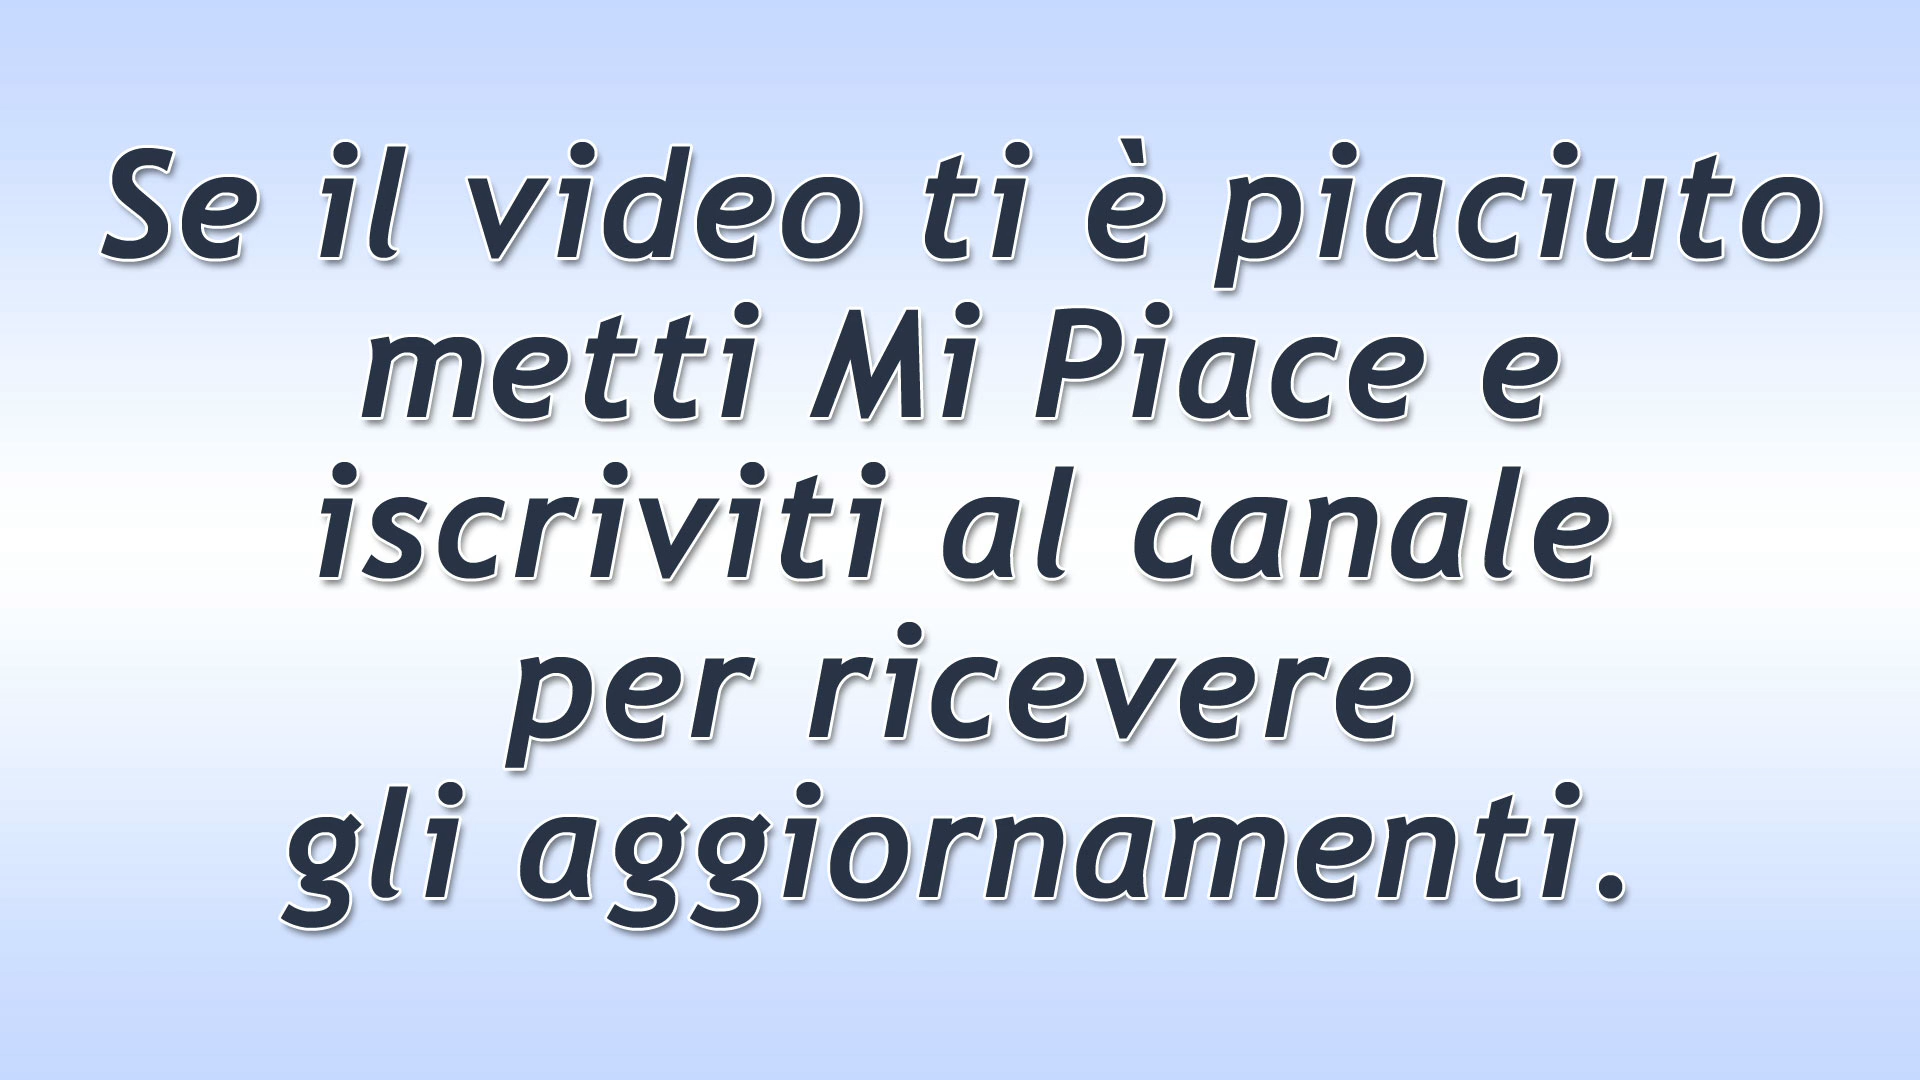 Se il video ti è piaciuto
metti Mi Piace e
iscriviti al canale
per ricevere
gli aggiornamenti.